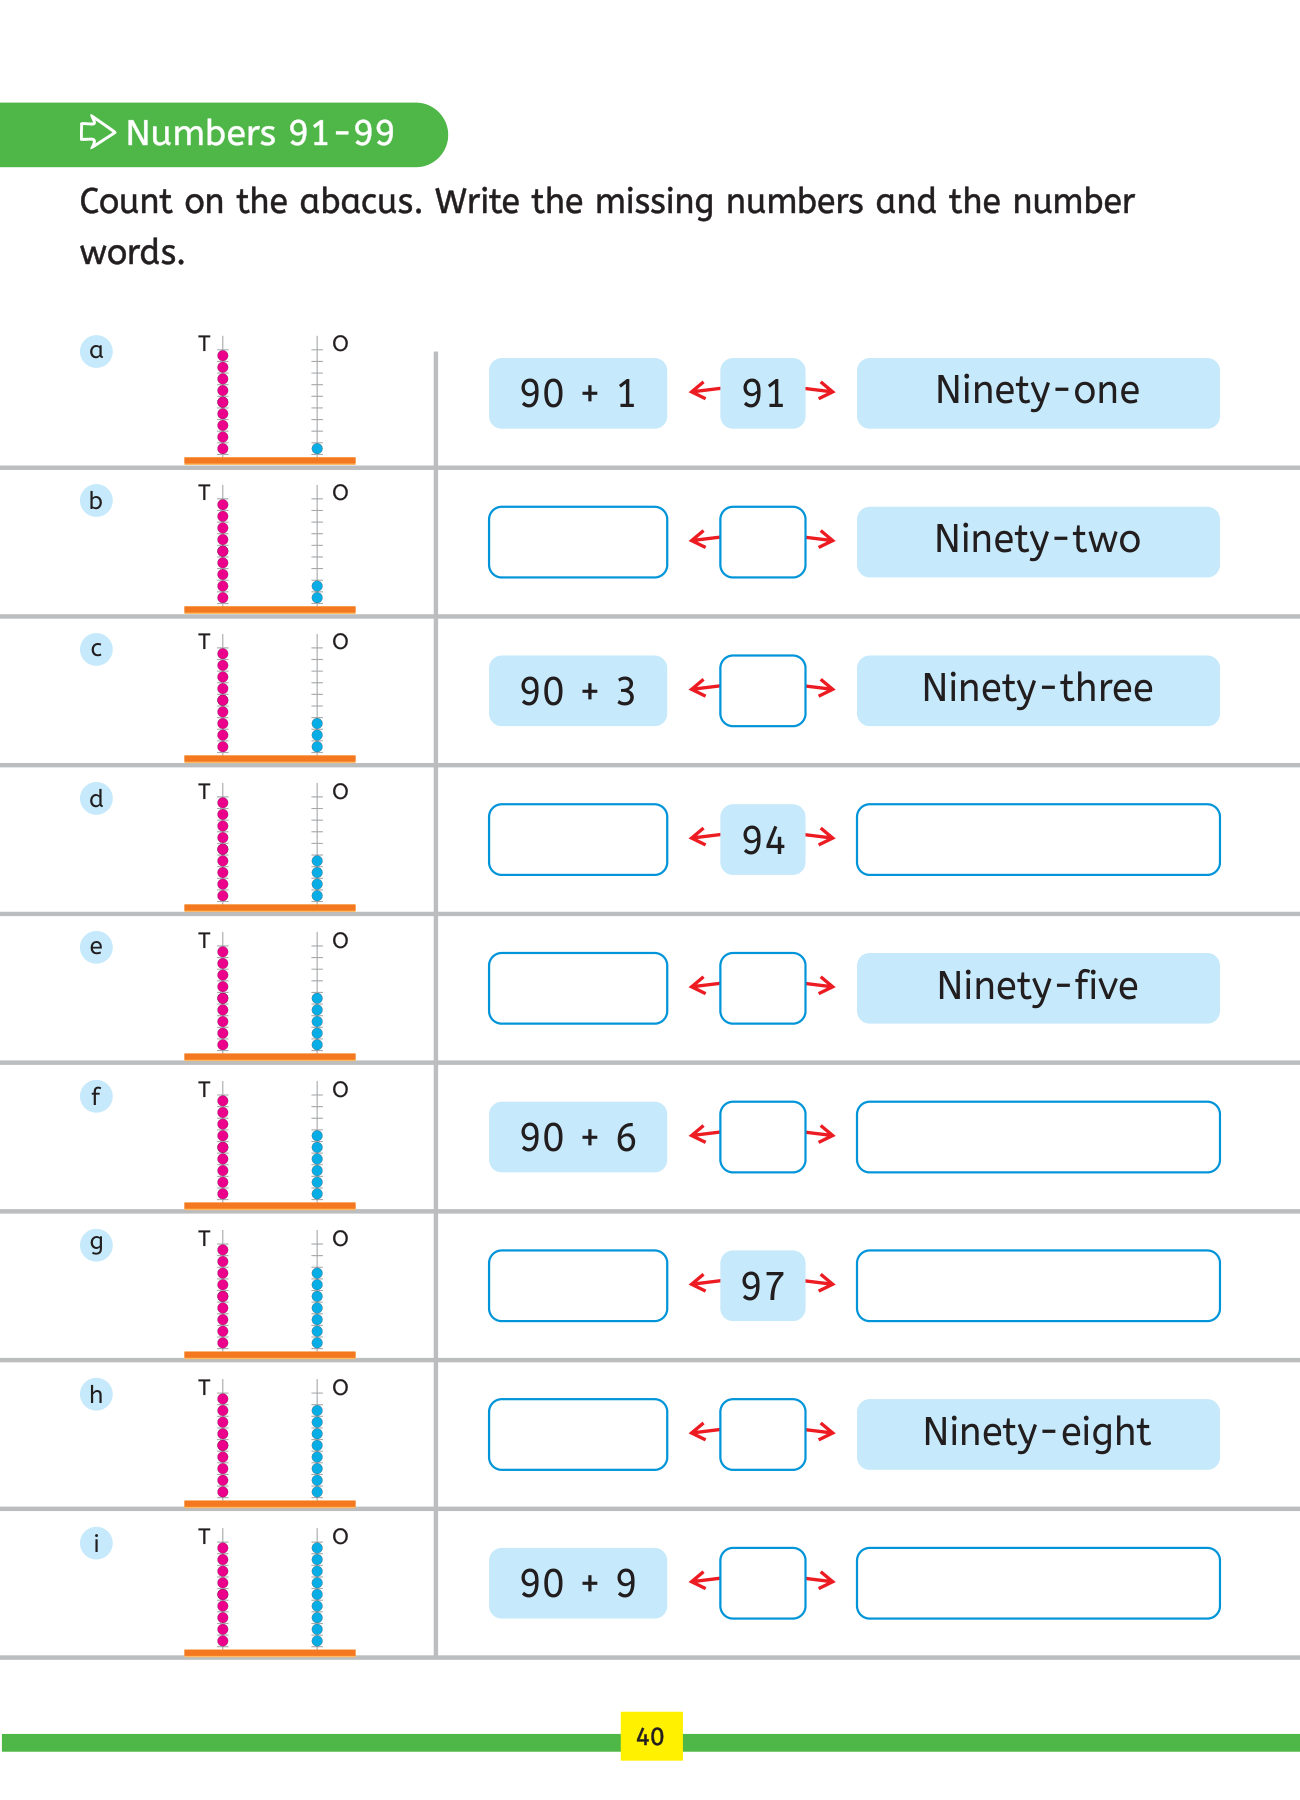 Numbers 91-99
Count on the abacus. Write the missing numbers and the number
words.
a T O 90 + 1 91 Ninety-one
b T O Ninety-two
c T O 90 + 3 Ninety-three
d T O 94
e T O Ninety-five
f T O 90 + 6
g T O 97
h T O Ninety-eight
i T O 90 + 9
40